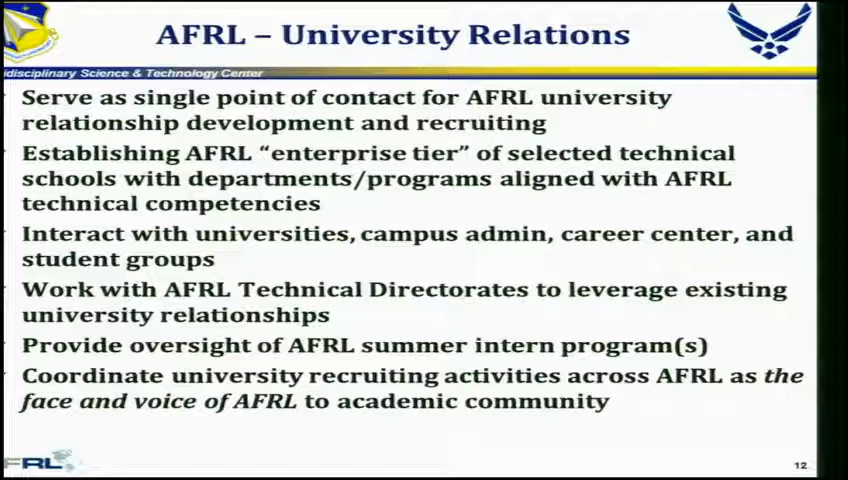 AFRL – University Relations
idisciplinary Science & Technology Center
Serve as single point of contact for AFRL university
relationship development and recruiting
Establishing AFRL “enterprise tier” of selected technical
schools with departments/programs aligned with AFRL
technical competencies
Interact with universities, campus admin, career center, and
student groups
Work with AFRL Technical Directorates to leverage existing
university relationships
Provide oversight of AFRL summer intern program(s)
Coordinate university recruiting activities across AFRL as the
face and voice of AFRL to academic community
FRL
12